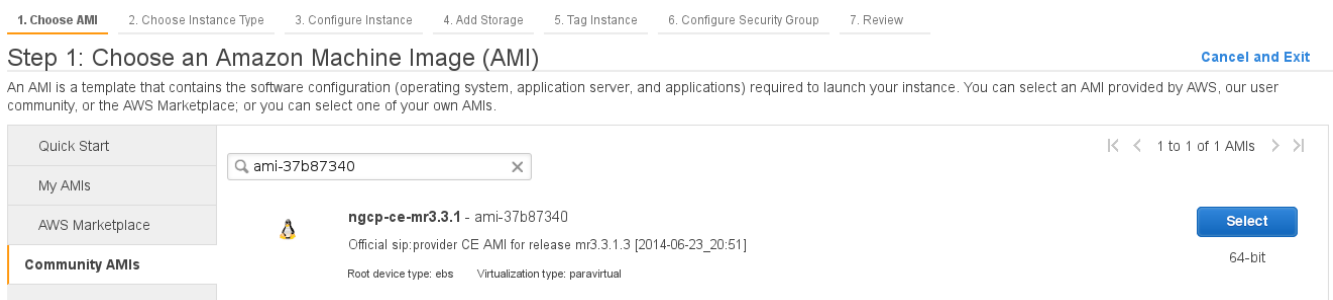 1. Choose AMI 2. Choose Instance Type 3. Configure Instance 4. Add Storage 5. Tag Instance 6. Configure Security Group 7. Review
Step 1: Choose an Amazon Machine Image (AMI) Cancel and Exit
An AMI is a template that contains the software configuration (operating system, application server, and applications) required to launch your instance. You can select an AMI provided by AWS, our user
community, or the AWS Marketplace; or you can select one of your own AMIs.
Quick Start
My AMIs
AWS Marketplace
Community AMIs
1 to 1 of 1 AMIs
ami-37b87340
ngcp-ce-mr3.3.1 - ami-37b87340
Official sip:provider CE AMI for release mr3.3.1.3 [2014-06-23_20:51]
Root device type: ebs Virtualization type: paravirtual
Select
64-bit